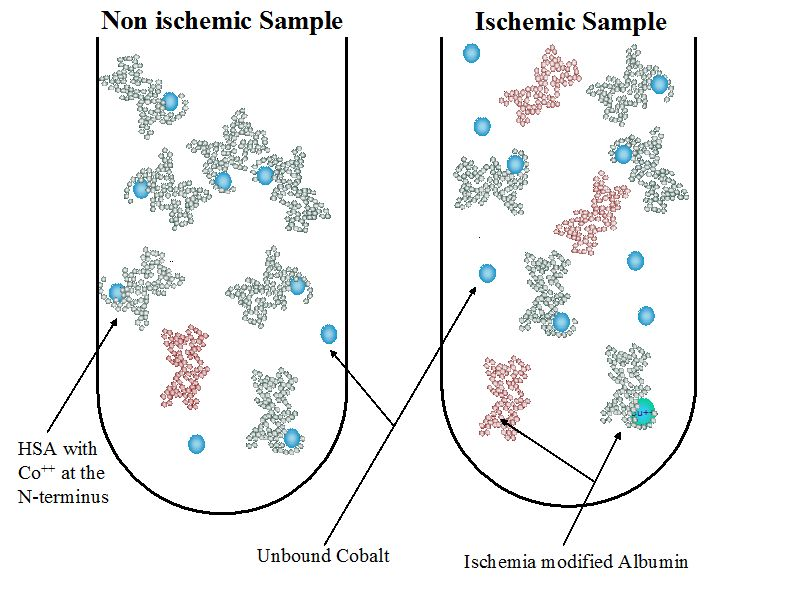 Non ischemic Sample
Ischemic Sample
HSA with
Co++ at the
N-terminus
Unbound Cobalt
Ischemia modified Albumin